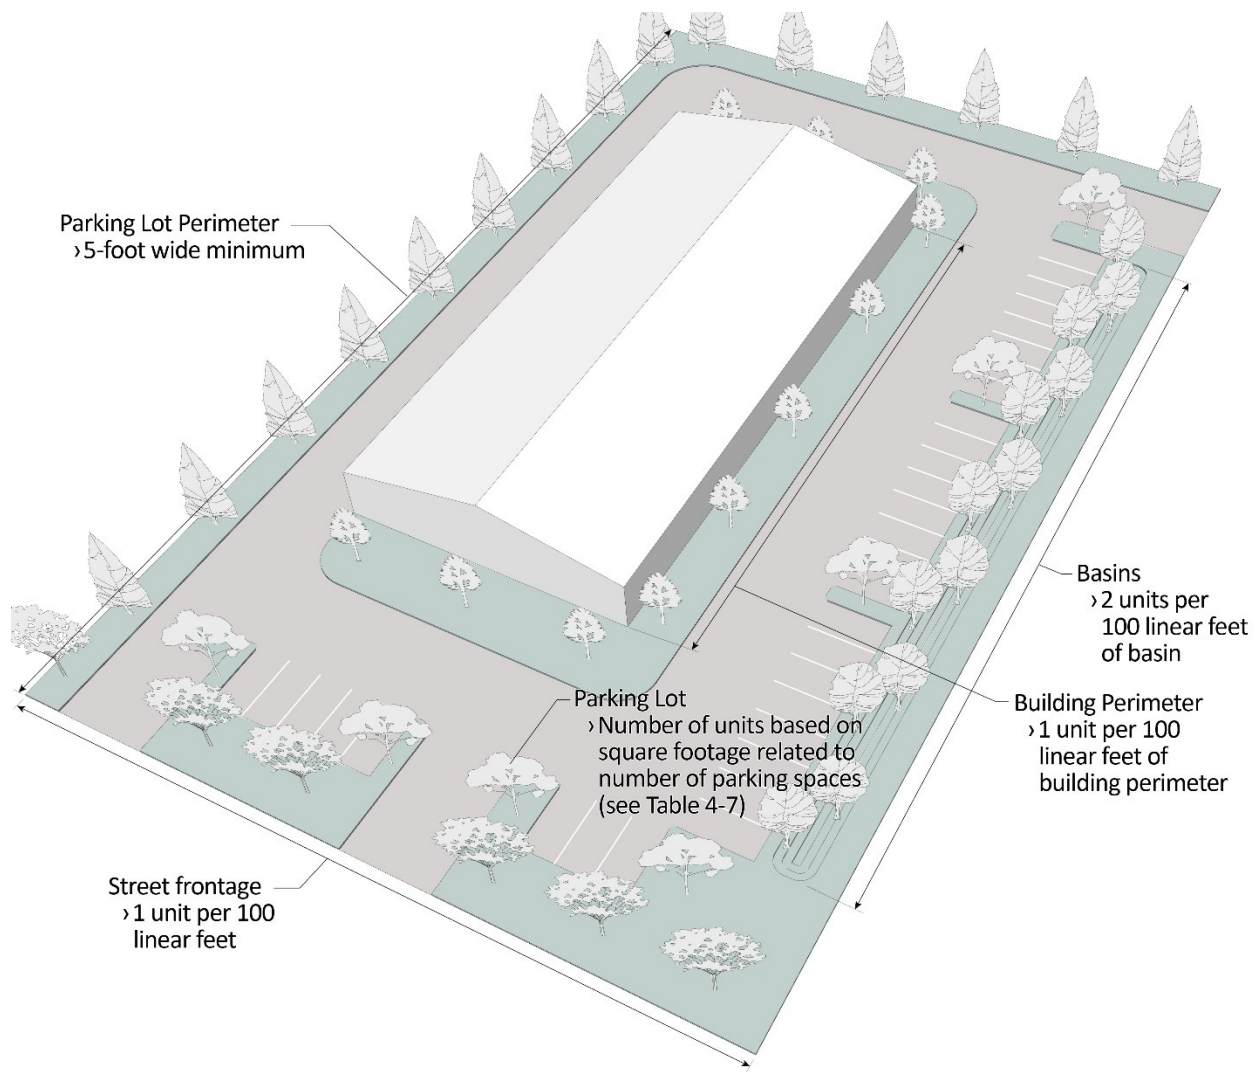 Parking Lot Perimeter
›5-foot wide minimum
Basins
›2 units per
100 linear feet
of basin
Parking Lot
›Number of units based on
square footage related to
number of parking spaces
(see Table 4-7)
Building Perimeter
›1 unit per 100
linear feet of
building perimeter
Street frontage
›1 unit per 100
linear feet